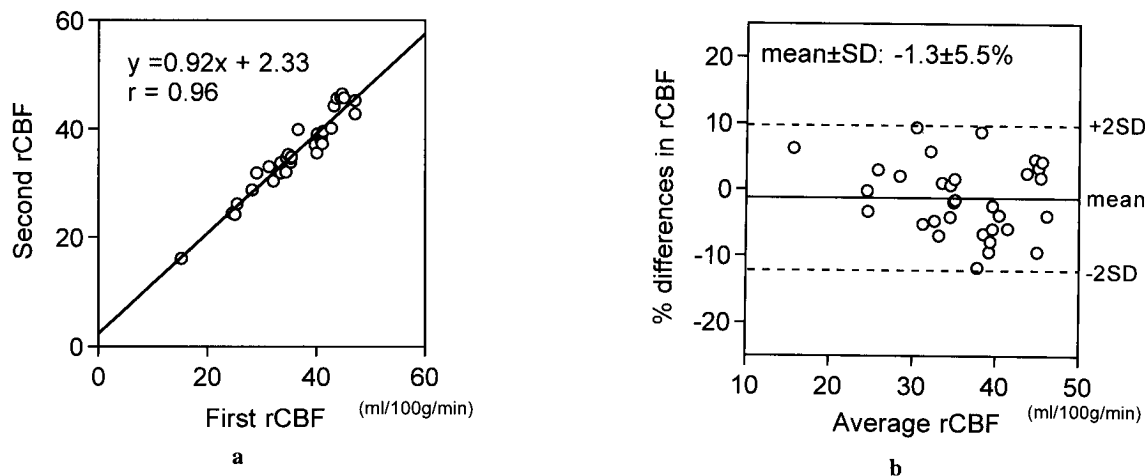 60
40
20
0
Second rCBF
y =0.92x + 2.33
r = 0.96
0 20 40 60
First rCBF (ml/100g/min)
a
20
10
0
-10
-20
% differences in rCBF
mean±SD: -1.3±5.5%
+2SD
mean
-2SD
10 20 30 40 50
Average rCBF (ml/100g/min)
b